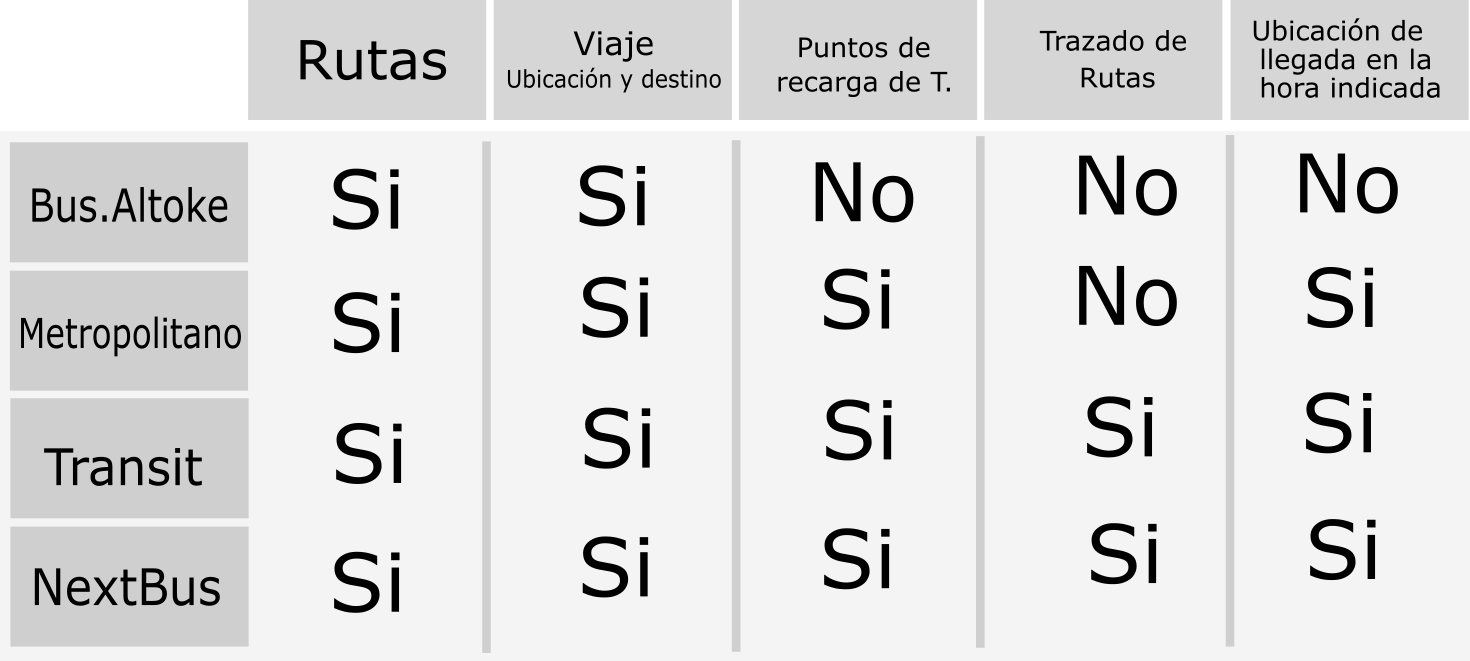 Rutas
Viaje
Ubicación y destino
Puntos de
recarga de T.
Trazado de
Rutas
Ubicación de
llegada en la
hora indicada
Bus.Altoke Si Si No No No
Metropolitano Si Si Si No Si
Transit Si Si Si Si Si
NextBus Si Si Si Si Si